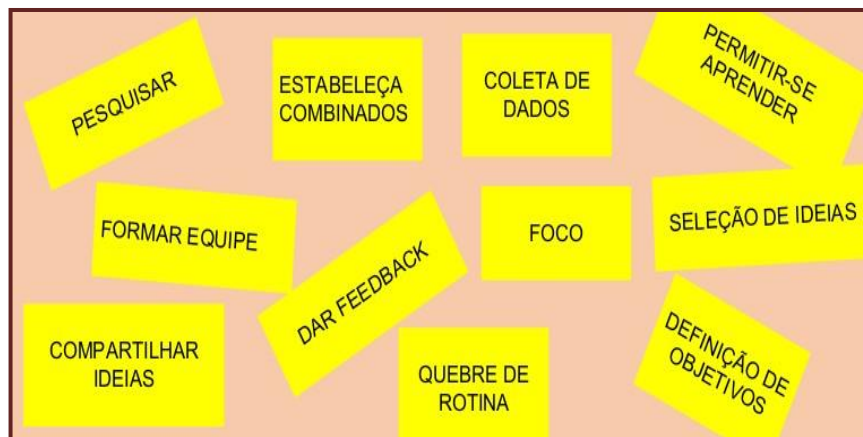 PESQUISAR
ESTABELEÇA
COMBINADOS
COLETA DE
DADOS
PERMITIR-SE
APRENDER
FORMAR EQUIPE
DAR FEEDBACK
FOCO
SELEÇÃO DE IDEIAS
COMPARTILHAR
IDEIAS
QUEBRE DE
ROTINA
DEFINIÇÃO DE
OBJETIVOS